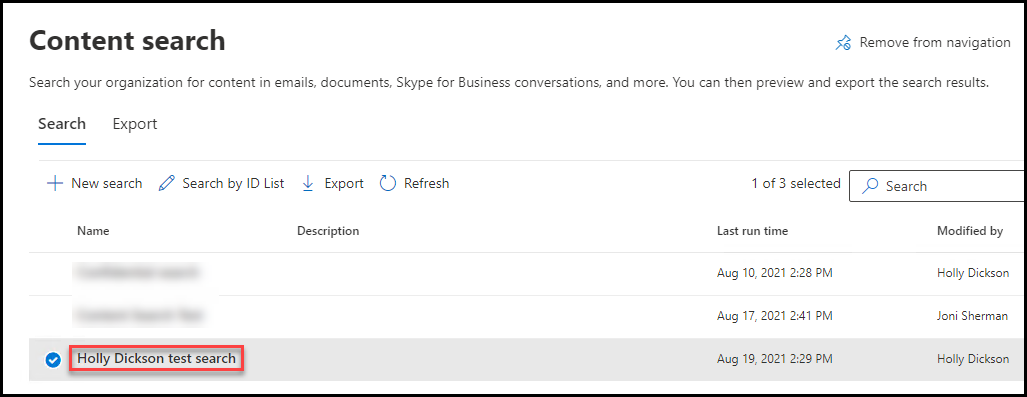 Content search
Remove from navigation
Search your organization for content in emails, documents, Skype for Business conversations, and more. You can then preview and export the search results.
Search Export
New search Search by ID List Export Refresh 1 of 3 selected Search
Name Description Last run time Modified by
Aug 10, 2021 2:28 PM Holly Dickson
Aug 17, 2021 2:41 PM Joni Sherman
Holly Dickson test search Aug 19, 2021 2:29 PM Holly Dickson